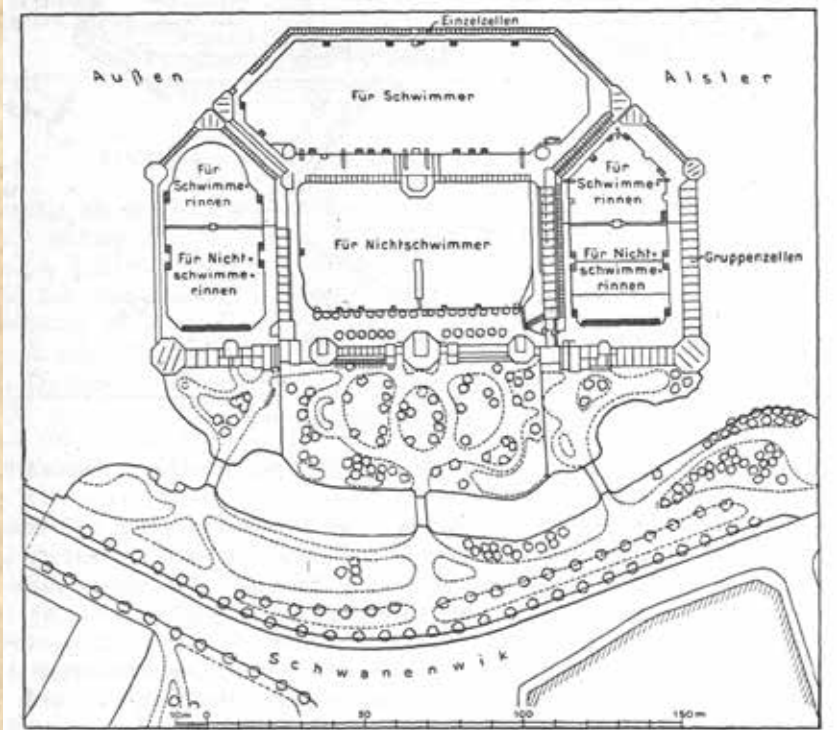 Einzelzellen
Außen
Alster
Für Schwimmer
Für
Schwimme=
rinnen
Für Nicht=
schwimme=
rinnen
Für Nichtschwimmer
Für
Schwimme=
rinnen
Für Nicht=
schwimme=
rinnen
Gruppenzellen
Schwanenwik
10m 0 50 100 150m